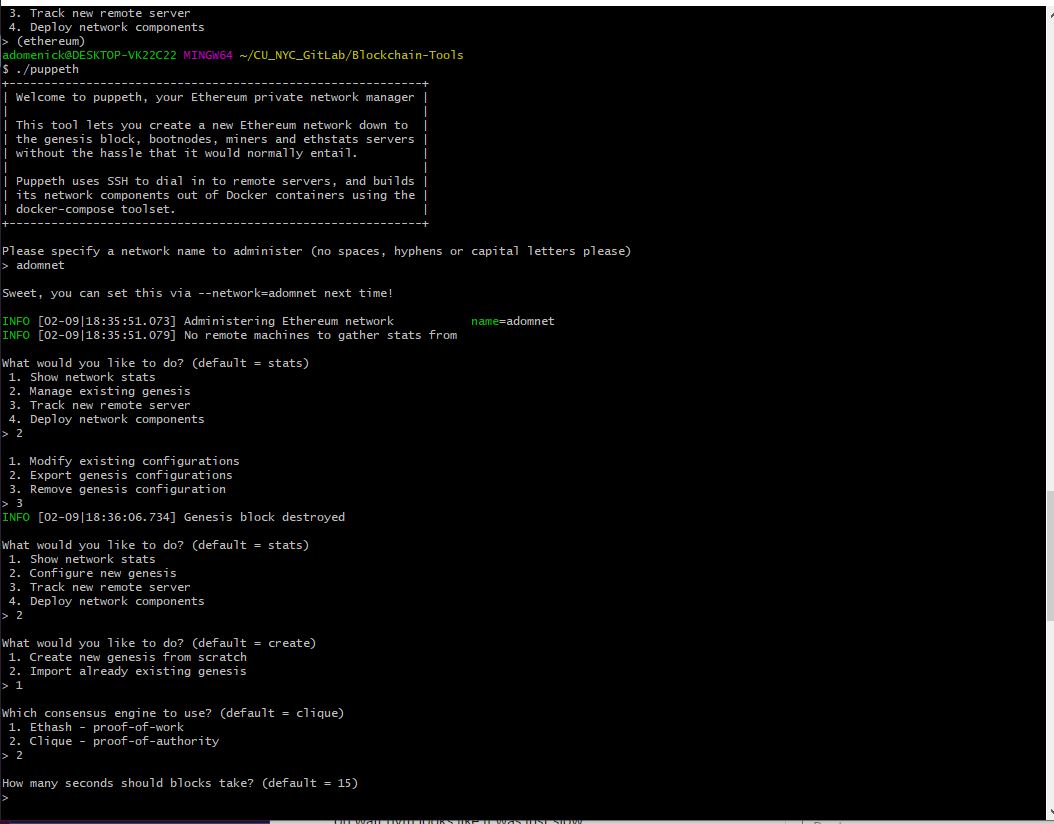 3. Track new remote server
4. Deploy network components
> (ethereum)
adomenick@DESKTOP-VK22C22 MINGW64 ~/CU_NYC_GitLab/Blockchain-Tools
$ ./puppeth
+-----------------------------------------------------------+
| Welcome to puppeth, your Ethereum private network manager |
|                                                           |
| This tool lets you create a new Ethereum network down to  |
| the genesis block, bootnodes, miners and ethstats servers |
| without the hassle that it would normally entail.         |
|                                                           |
| Puppeth uses SSH to dial in to remote servers, and builds |
| its network components out of Docker containers using the |
| docker-compose toolset.                                   |
+-----------------------------------------------------------+
Please specify a network name to administer (no spaces, hyphens or capital letters please)
> adomnet
Sweet, you can set this via --network=adomnet next time!
INFO [02-09|18:35:51.073] Administering Ethereum network           name=adomnet
INFO [02-09|18:35:51.079] No remote machines to gather stats from
What would you like to do? (default = stats)
1. Show network stats
2. Manage existing genesis
3. Track new remote server
4. Deploy network components
> 2
1. Modify existing configurations
2. Export genesis configurations
3. Remove genesis configuration
> 3
INFO [02-09|18:36:06.734] Genesis block destroyed
What would you like to do? (default = stats)
1. Show network stats
2. Configure new genesis
3. Track new remote server
4. Deploy network components
> 2
What would you like to do? (default = create)
1. Create new genesis from scratch
2. Import already existing genesis
> 1
Which consensus engine to use? (default = clique)
1. Ethash - proof-of-work
2. Clique - proof-of-authority
> 2
How many seconds should blocks take? (default = 15)
>